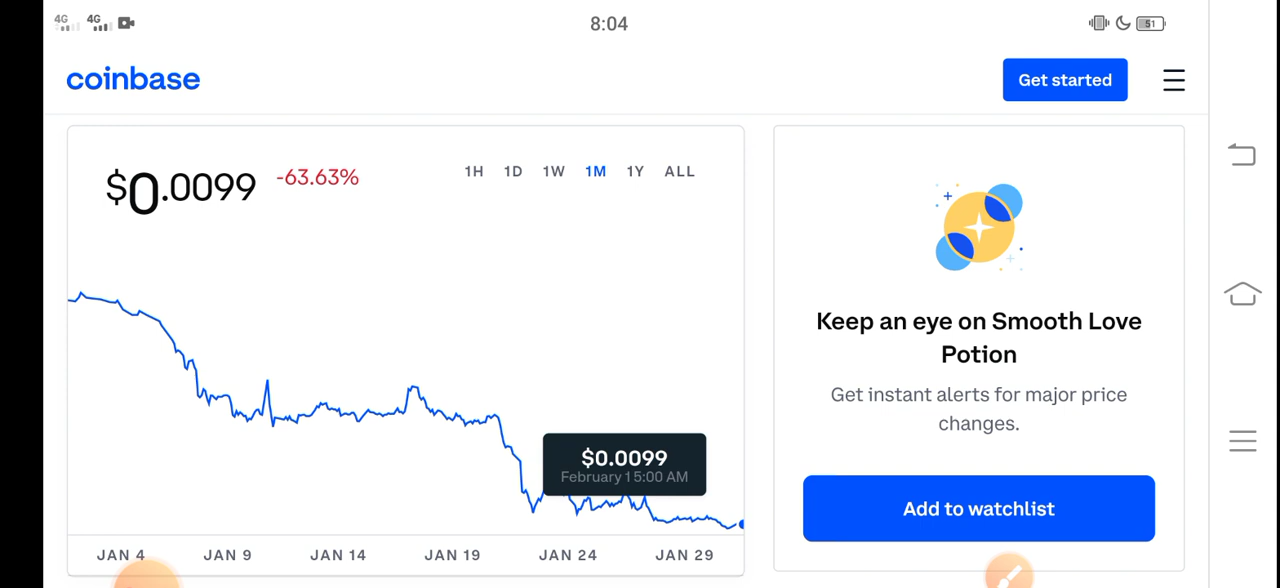 4G 4G 8:04 51
coinbase
Get started
$0.0099 -63.63%
1H 1D 1W 1M 1Y ALL
$0.0099
February 1 5:00 AM
JAN 4 JAN 9 JAN 14 JAN 19 JAN 24 JAN 29
Keep an eye on Smooth Love
Potion
Get instant alerts for major price
changes.
Add to watchlist